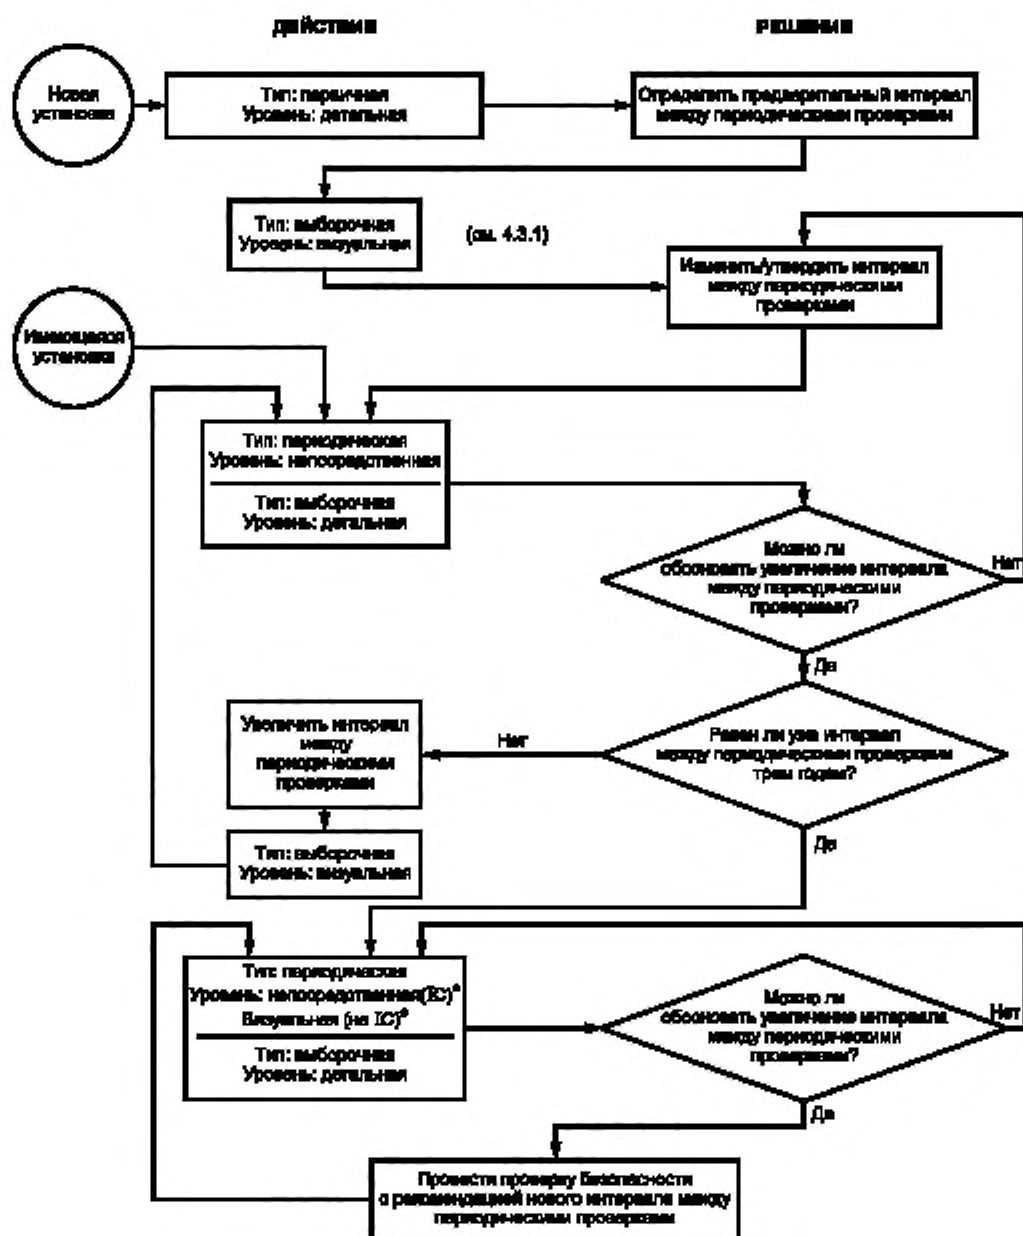 ДЕЙСТВИЕ
РЕШЕНИЕ
Новая
установка
Тип: первичная
Уровень: детальная
Определить предварительный интервал
между периодическими проверками
Тип: выборочная
Уровень: визуальная
(см. 4.3.1)
Изменить/утвердить интервал
между периодическими
проверками
Имеющаяся
установка
Тип: периодическая
Уровень: непосредственная
Тип: выборочная
Уровень: детальная
Можно ли
обосновать увеличение интервала
между периодическими
проверками?
Нет
Да
Увеличить интервал
между
периодическими
проверками
Нет
Равен ли уже интервал
между периодическими проверками
трем годам?
Да
Тип: выборочная
Уровень: визуальная
Тип: периодическая
Уровень: непосредственная(IC)ª
Визуальная (не IC)ª
Тип: выборочная
Уровень: детальная
Можно ли
обосновать увеличение интервала
между периодическими
проверками?
Нет
Да
Провести проверку безопасности
с рекомендацией нового интервала между
периодическими проверками